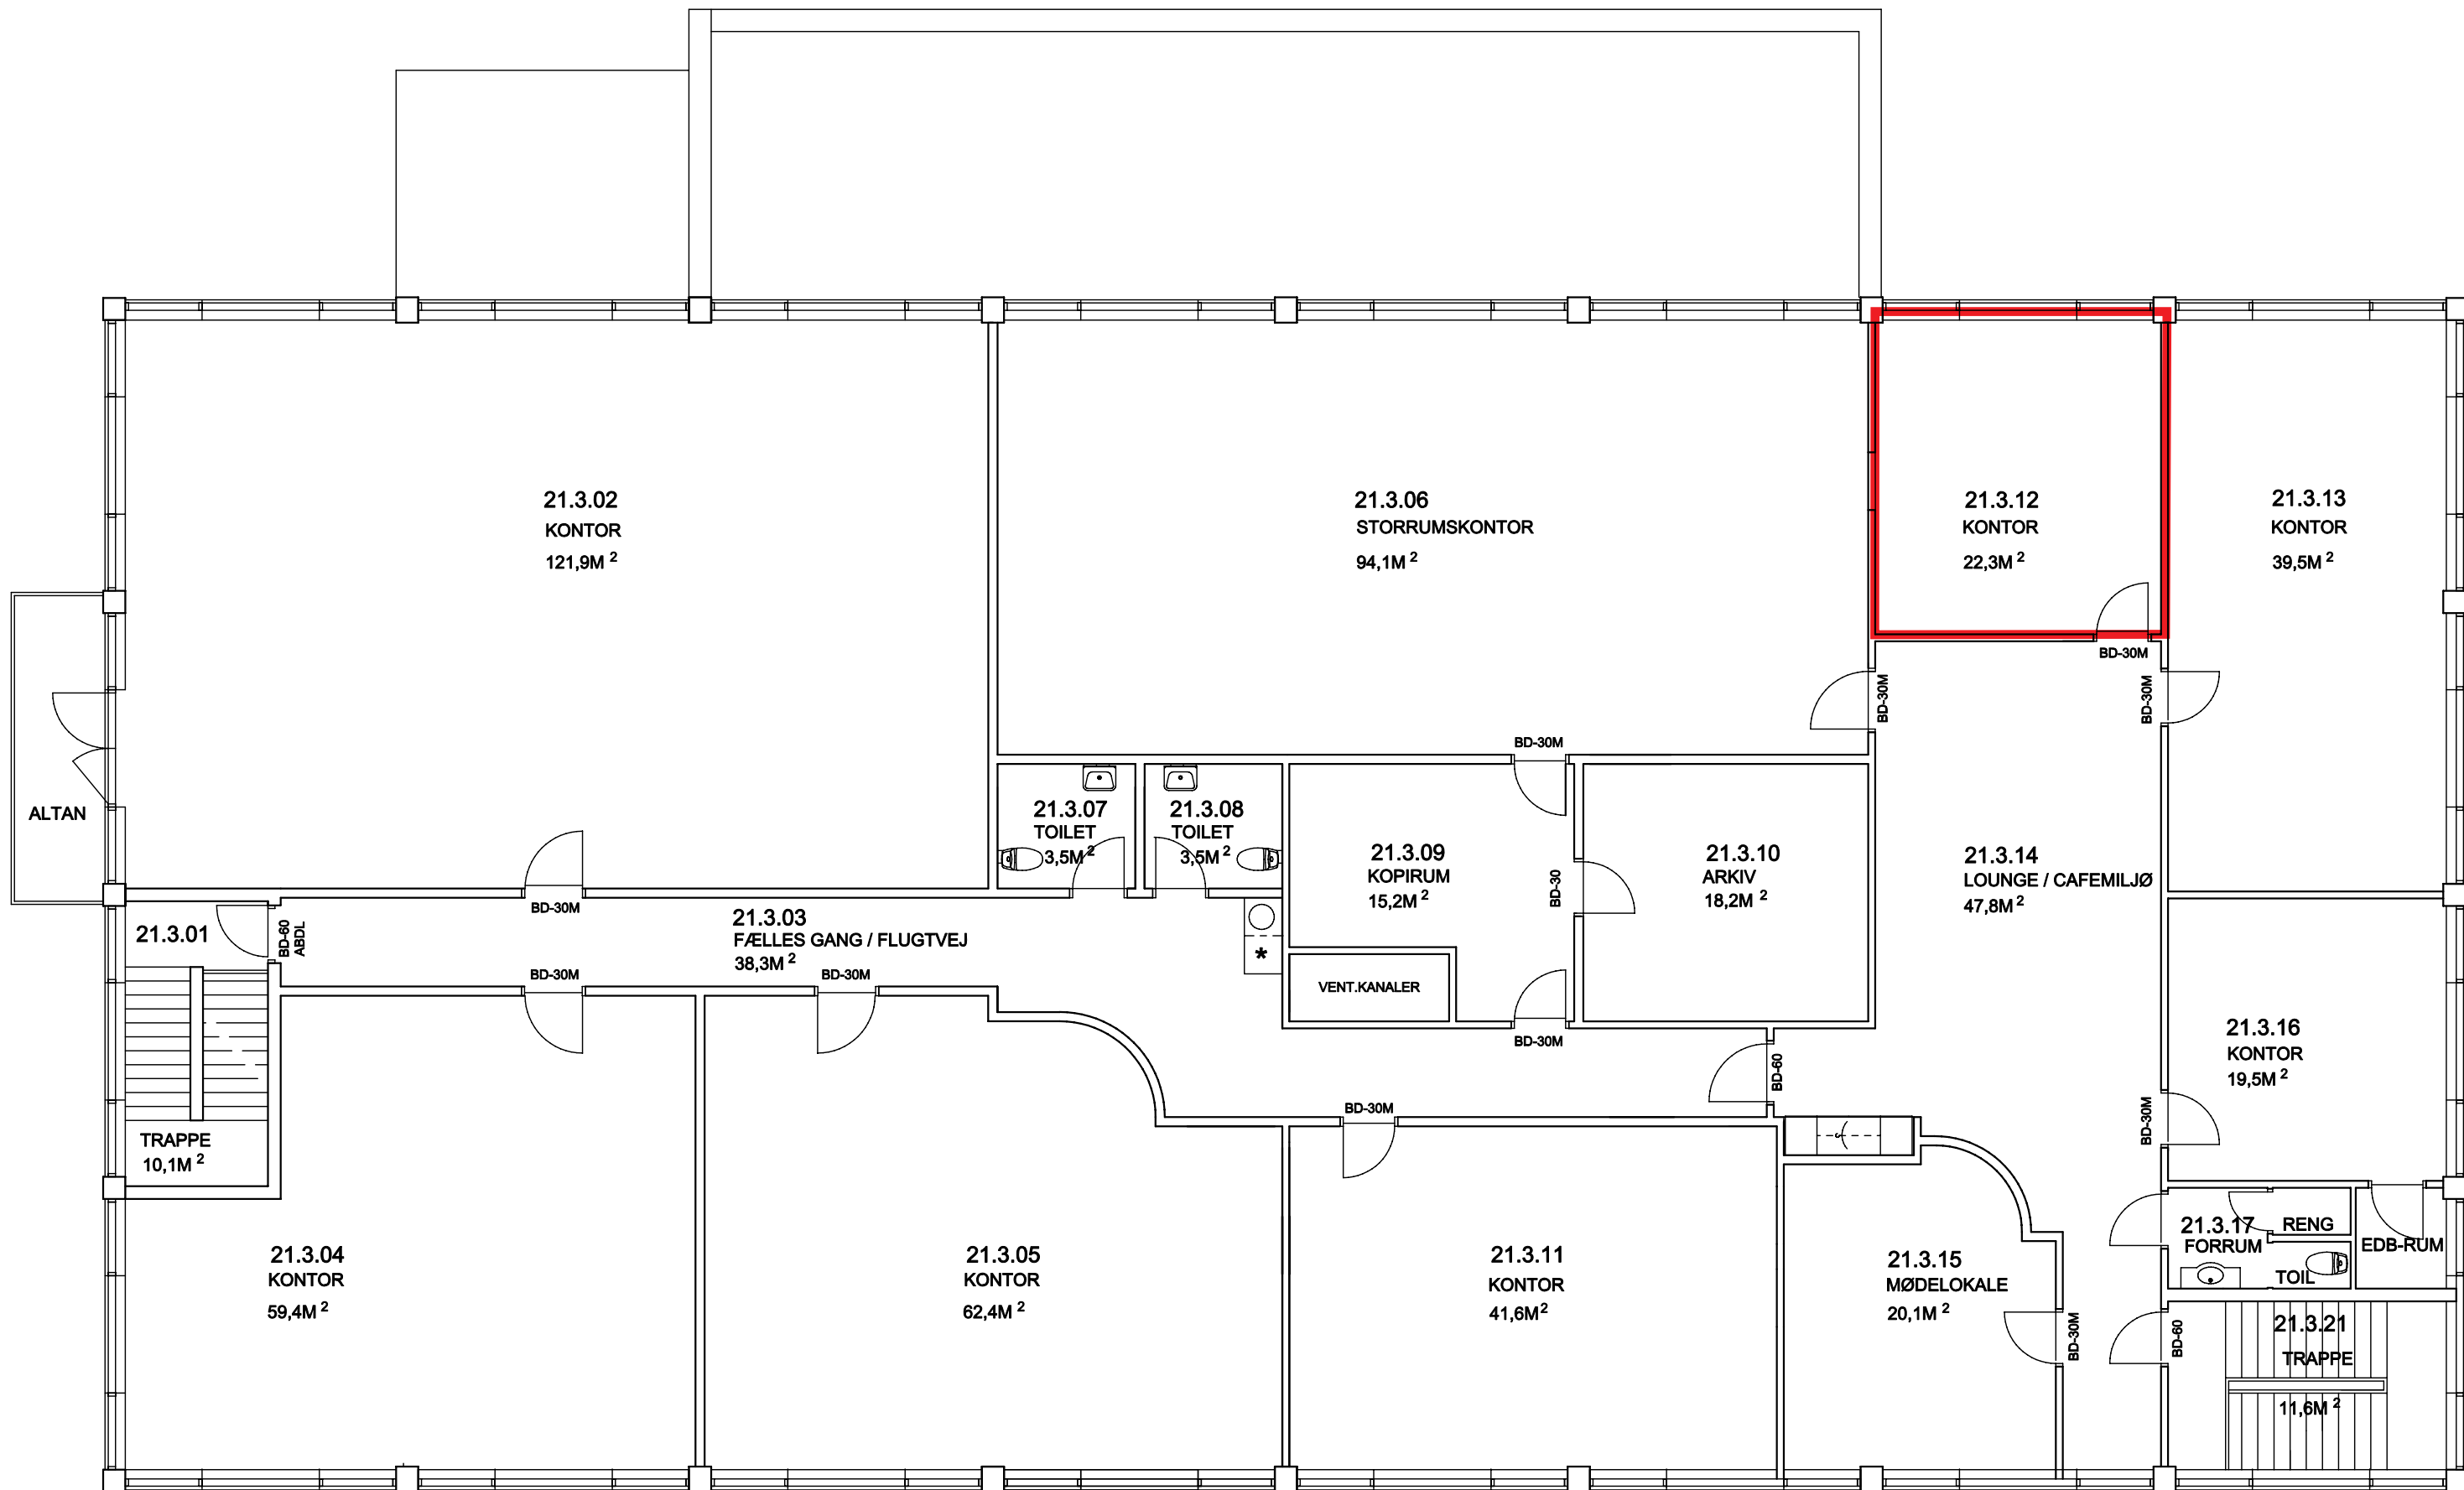 21.3.02
KONTOR
121,9M 2
21.3.06
STORRUMSKONTOR
94,1M 2
21.3.12
KONTOR
22,3M 2
21.3.13
KONTOR
39,5M 2
BD-30M
BD-30M
BD-30M
BD-30M
ALTAN
21.3.07
TOILET
3,5M 2
21.3.08
TOILET
3,5M 2
21.3.09
KOPIRUM
15,2M 2
BD-30
21.3.10
ARKIV
18,2M 2
21.3.14
LOUNGE / CAFEMILJØ
47,8M 2
BD-30M
21.3.01
BD-60
ABDL
21.3.03
FÆLLES GANG / FLUGTVEJ
38,3M 2
*
BD-30M
BD-30M
VENT.KANALER
BD-30M
BD-60
21.3.16
KONTOR
19,5M 2
BD-30M
BD-30M
TRAPPE
10,1M 2
21.3.04
KONTOR
59,4M 2
21.3.05
KONTOR
62,4M 2
21.3.11
KONTOR
41,6M 2
21.3.15
MØDELOKALE
20,1M 2
BD-30M
21.3.17
FORRUM
RENG
TOIL
EDB-RUM
BD-60
21.3.21
TRAPPE
11,6M 2